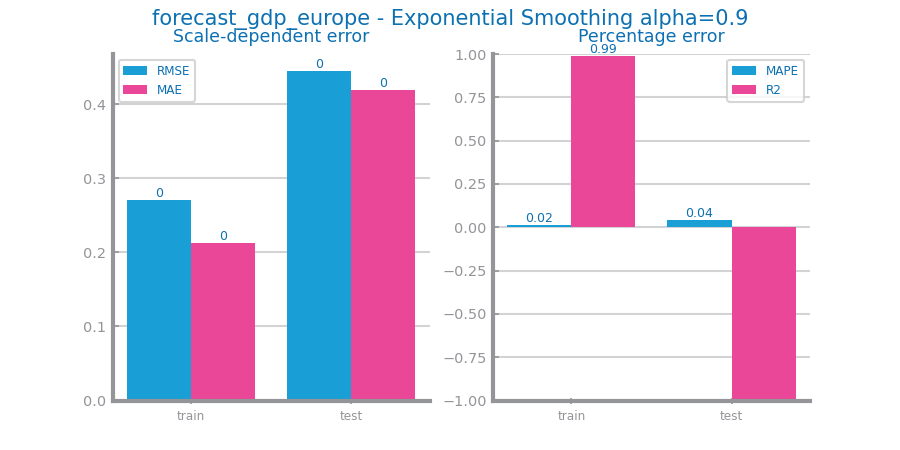 forecast_gdp_europe - Exponential Smoothing alpha=0.9
Scale-dependent error
RMSE
MAE
0
0
0
0
0.4
0.3
0.2
0.1
0.0
train
test
Percentage error
MAPE
R2
0.99
0.02
0.04
1.00
0.75
0.50
0.25
0.00
−0.25
−0.50
−0.75
−1.00
train
test